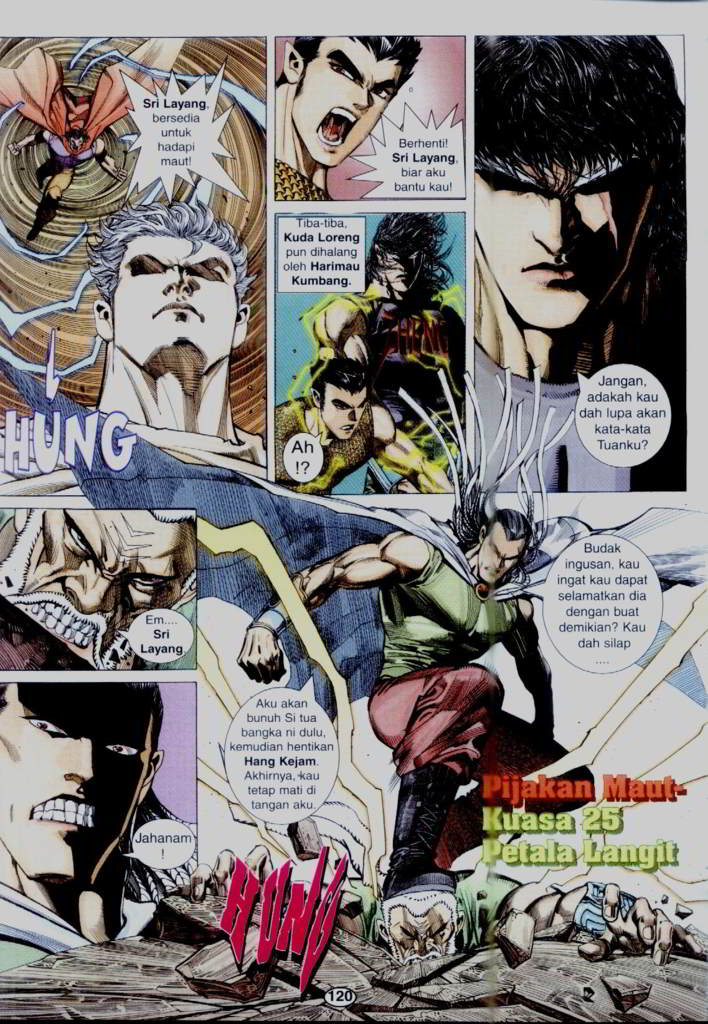 Sri Layang,
bersedia
untuk
hadapi
maut!
Berhenti!
Sri Layang,
biar aku
bantu kau!
Tiba-tiba,
Kuda Loreng
pun dihalang
oleh Harimau
Kumbang.
ZHENG
Ah
!?
Jangan,
adakah kau
dah lupa akan
kata-kata
Tuanku?
HUNG
Em....
Sri
Layang.
Budak
ingusan, kau
ingat kau dapat
selamatkan dia
dengan buat
demikian? Kau
dah silap
....
Aku akan
bunuh Si tua
bangka ni dulu,
kemudian hentikan
Hang Kejam.
Akhirnya, kau
tetap mati di
tangan aku.
Jahanam
!
Pijakan Maut-
Kuasa 25
Petala Langit
HUNG
120